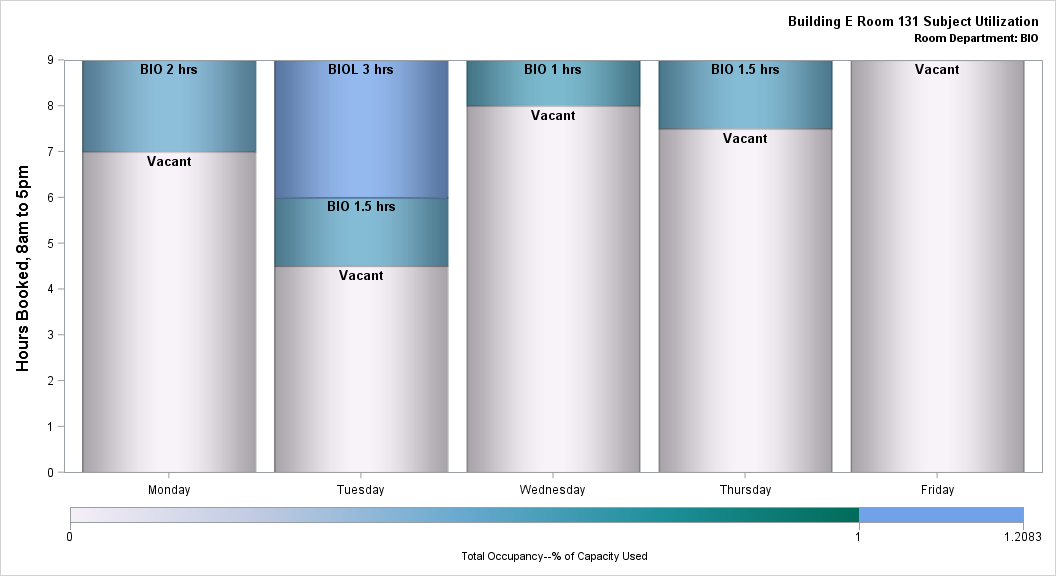 Building E Room 131 Subject Utilization
Room Department: BIO
Hours Booked, 8am to 5pm
9
8
7
6
5
4
3
2
1
0
BIO 2 hrs
Vacant
BIOL 3 hrs
BIO 1.5 hrs
Vacant
BIO 1 hrs
Vacant
BIO 1.5 hrs
Vacant
Vacant
Monday Tuesday Wednesday Thursday Friday
0 1 1.2083
Total Occupancy--% of Capacity Used